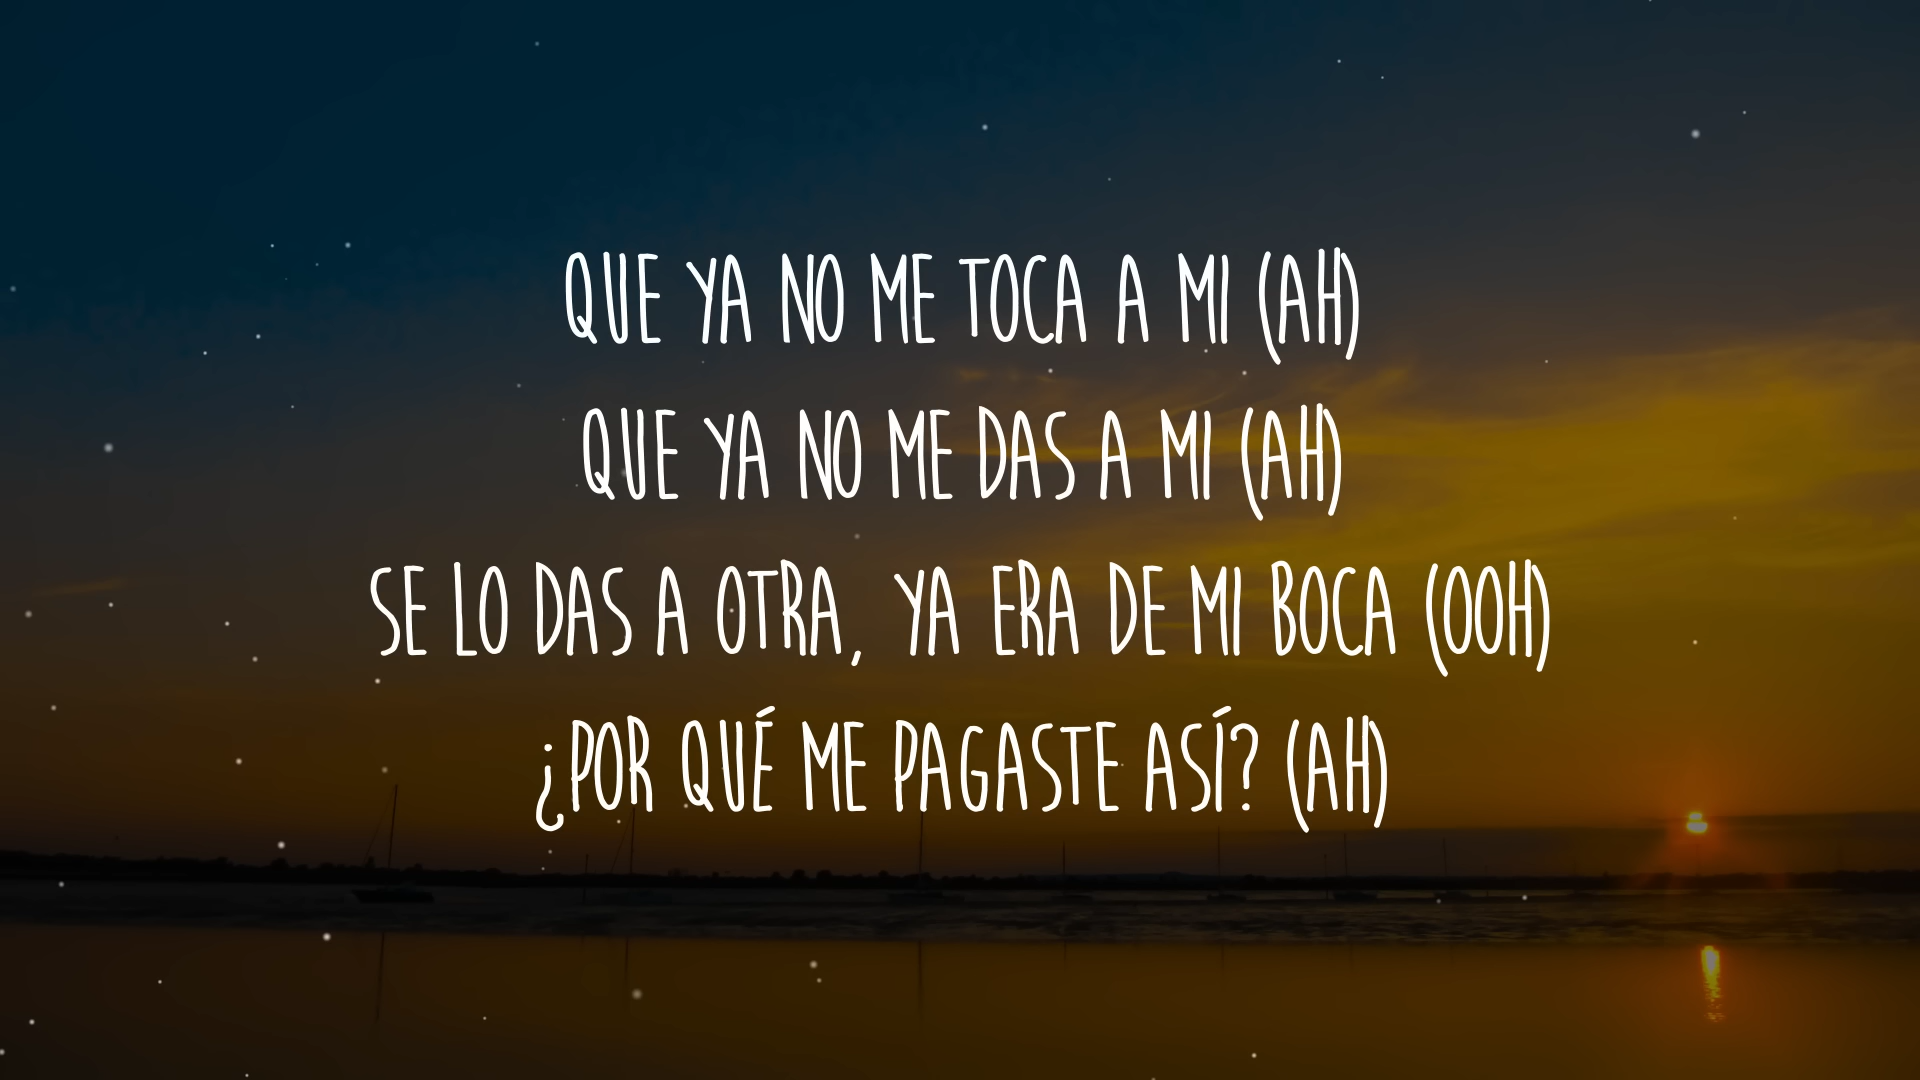 QUE YA NO ME TOCA A MI (AH)
QUE YA NO ME DAS A MI (AH)
SE LO DAS A OTRA, YA ERA DE MI BOCA (OOH)
¿POR QUÉ ME PAGASTE ASÍ? (AH)